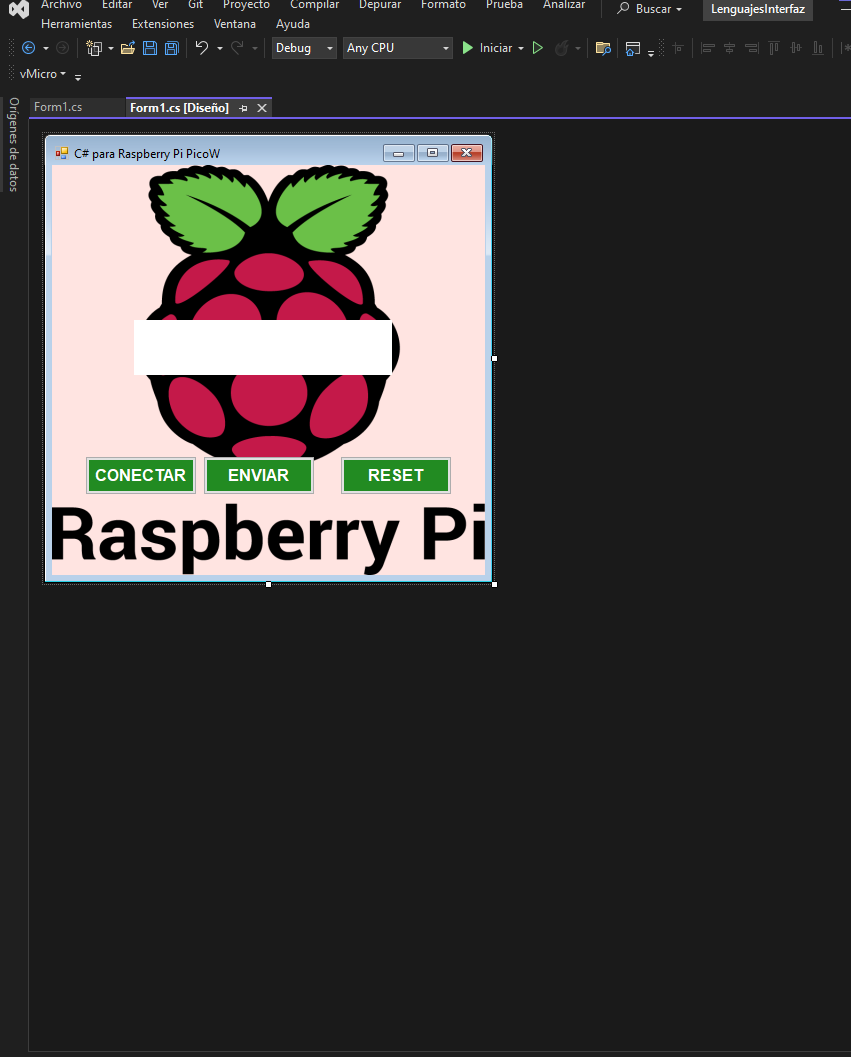 Archivo Editar Ver Git Proyecto Compilar Depurar Formato Prueba Analizar Buscar LenguajesInterfaz
Herramientas Extensiones Ventana Ayuda
Debug Any CPU Iniciar
vMicro
Orígenes de datos
Form1.cs Form1.cs [Diseño]
C# para Raspberry Pi PicoW
CONECTAR ENVIAR RESET
Raspberry Pi